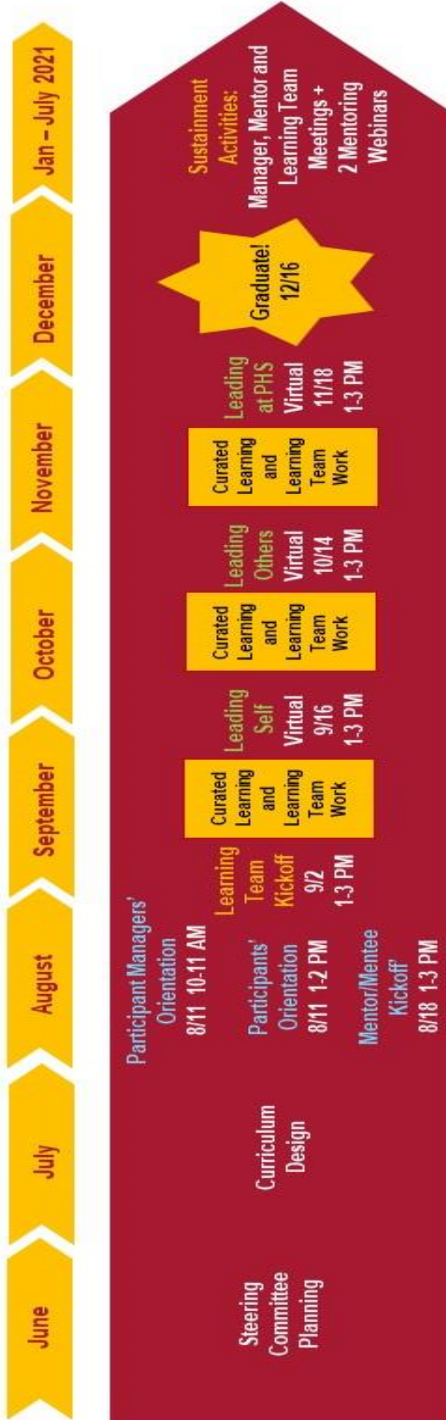 June
July
August
September
October
November
December
Jan – July 2021
Steering
Committee
Planning
Curriculum
Design
Participant Managers'
Orientation
8/11 10-11 AM
Participants'
Orientation
8/11 1-2 PM
Mentor/Mentee
Kickoff'
8/18 1-3 PM
Learning
Team
Kickoff
9/2
1-3 PM
Curated
Learning
and
Learning
Team
Work
Leading
Self
Virtual
9/16
1-3 PM
Curated
Learning
and
Learning
Team
Work
Leading
Others
Virtual
10/14
1-3 PM
Curated
Learning
and
Learning
Team
Work
Leading
at PHS
Virtual
11/18
1-3 PM
Graduate!
12/16
Sustainment
Activities:
Manager, Mentor and
Learning Team
Meetings +
2 Mentoring
Webinars